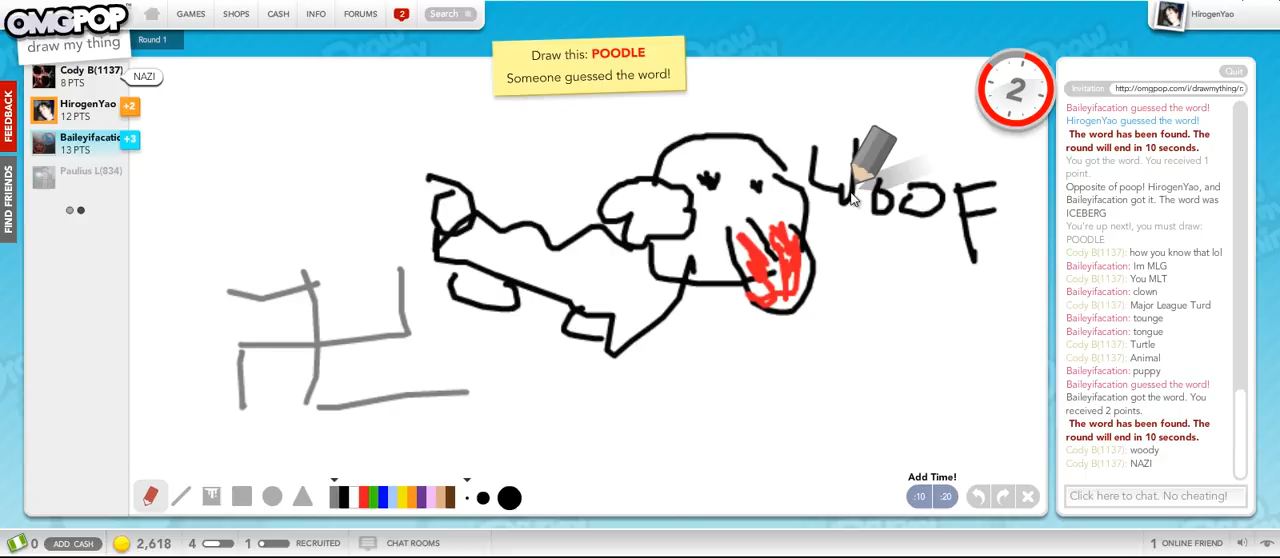 OMGPOP™
GAMES SHOPS CASH INFO FORUMS 2 Search
HirogenYao
draw my thing
Round 1
Draw this: POODLE
Someone guessed the word!
FEEDBACK
FIND FRIENDS
Cody B(1137)
8 PTS
NAZI
HirogenYao +2
12 PTS
Baileyifacatic +3
13 PTS
Paulius L(834)
2
WOOF
Quit
Invitation http://omgpop.com/i/drawmything/r
Baileyifacation guessed the word!
HirogenYao guessed the word!
The word has been found. The
round will end in 10 seconds.
You got the word. You received 1
point.
Opposite of poop! HirogenYao, and
Baileyifacation got it. The word was
ICEBERG
You're up next!, you must draw:
POODLE
Cody B(1137): how you know that lol
Baileyifacation: Im MLG
Cody B(1137): You MLT
Baileyifacation: clown
Cody B(1137): Major League Turd
Baileyifacation: tounge
Baileyifacation: tongue
Cody B(1137): Turtle
Cody B(1137): Animal
Baileyifacation: puppy
Baileyifacation guessed the word!
Baileyifacation got the word. You
received 2 points.
The word has been found. The
round will end in 10 seconds.
Cody B(1137): woody
Cody B(1137): NAZI
Click here to chat. No cheating!
Add Time!
:10 :20
0 ADD CASH 2,618 4 1 RECRUITED CHAT ROOMS 1 ONLINE FRIEND